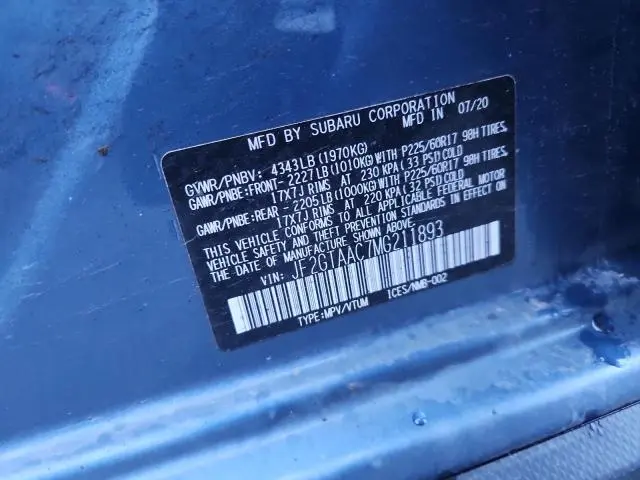 MFD BY SUBARU CORPORATION MFD IN 07/20
GVWR/PNBV: 4343LB(1970KG)
GAWR/PNBE:FRONT-2227LB(1010KG)WITH P225/60R17 98H TIRES,
17X7J RIMS AT 230 KPA(33 PSI)COLD
GAWR/PNBE:REAR-2205LB(1000KG)WITH P225/60R17 98H TIRES,
17X7J RIMS AT 220 KPA(32 PSI)COLD
THIS VEHICLE CONFORMS TO ALL APPLICABLE FEDERAL MOTOR
VEHICLE SAFETY AND THEFT PREVENTION STANDARDS IN EFFECT ON
THE DATE OF MANUFACTURE SHOWN ABOVE.
VIN: JF2GTAAC7MG211893
TYPE:MPV/VTUM ICES/NMB-002